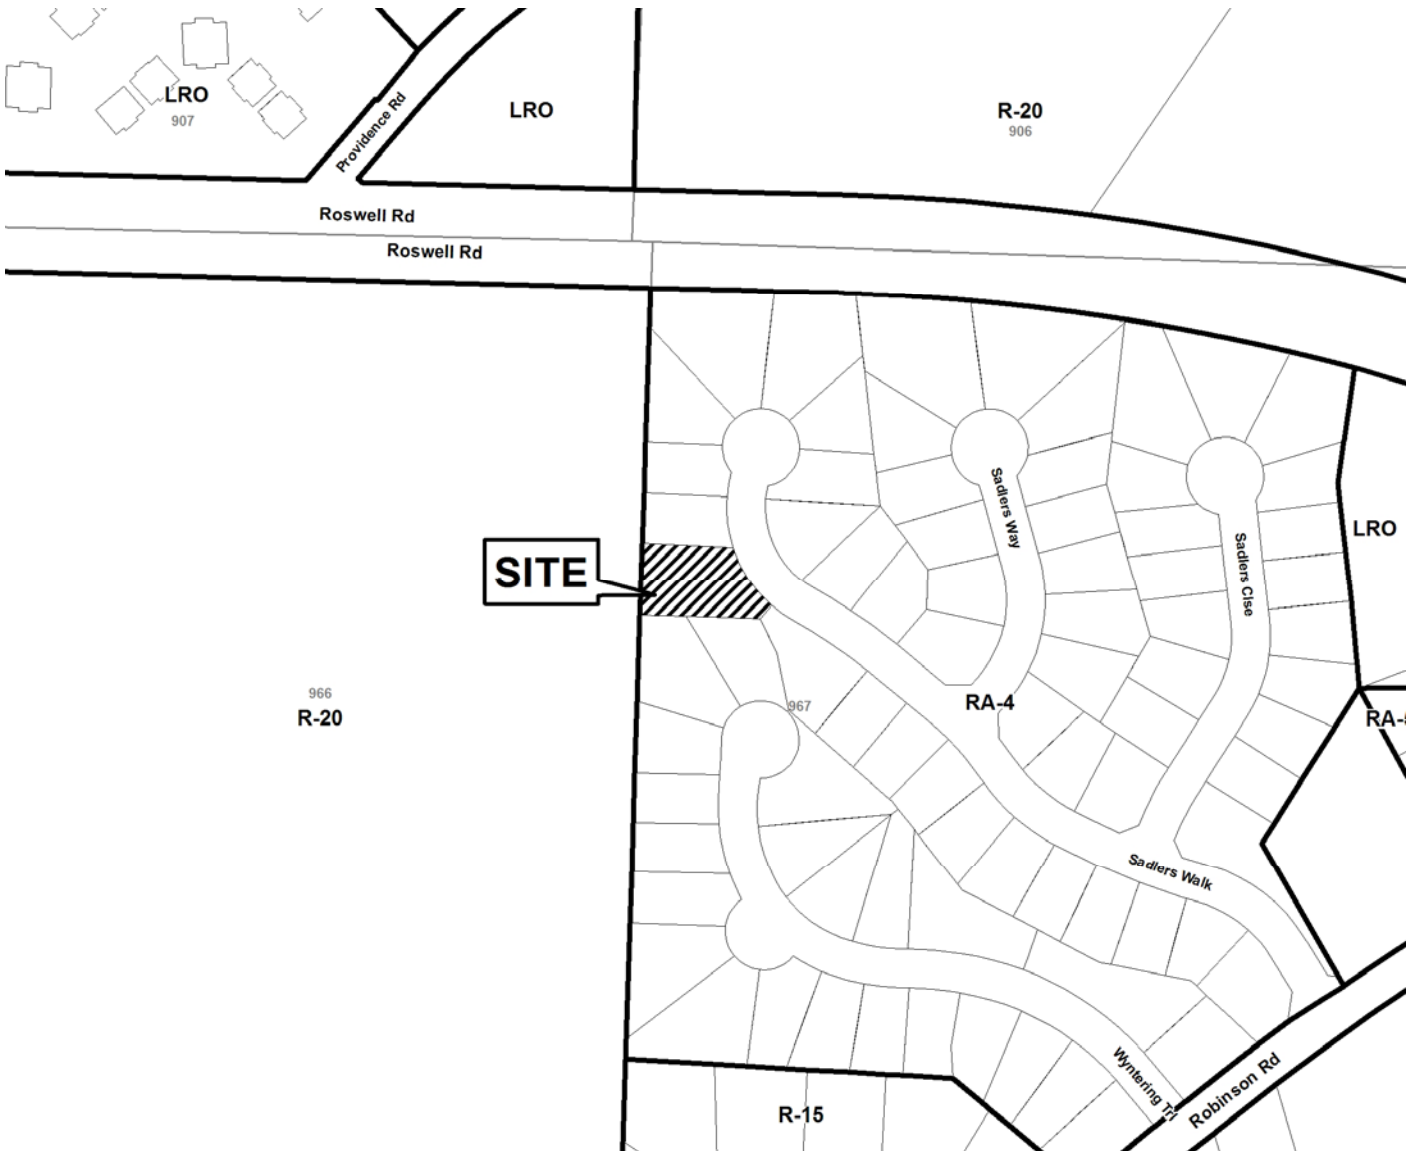 LRO
907
Providence Rd
LRO
R-20
906
Roswell Rd
Roswell Rd
Sadlers Way
LRO
SITE
Sadlers Clse
966
R-20
967
RA-4
RA-
Sadlers Walk
Wyntering Trl
Robinson Rd
R-15